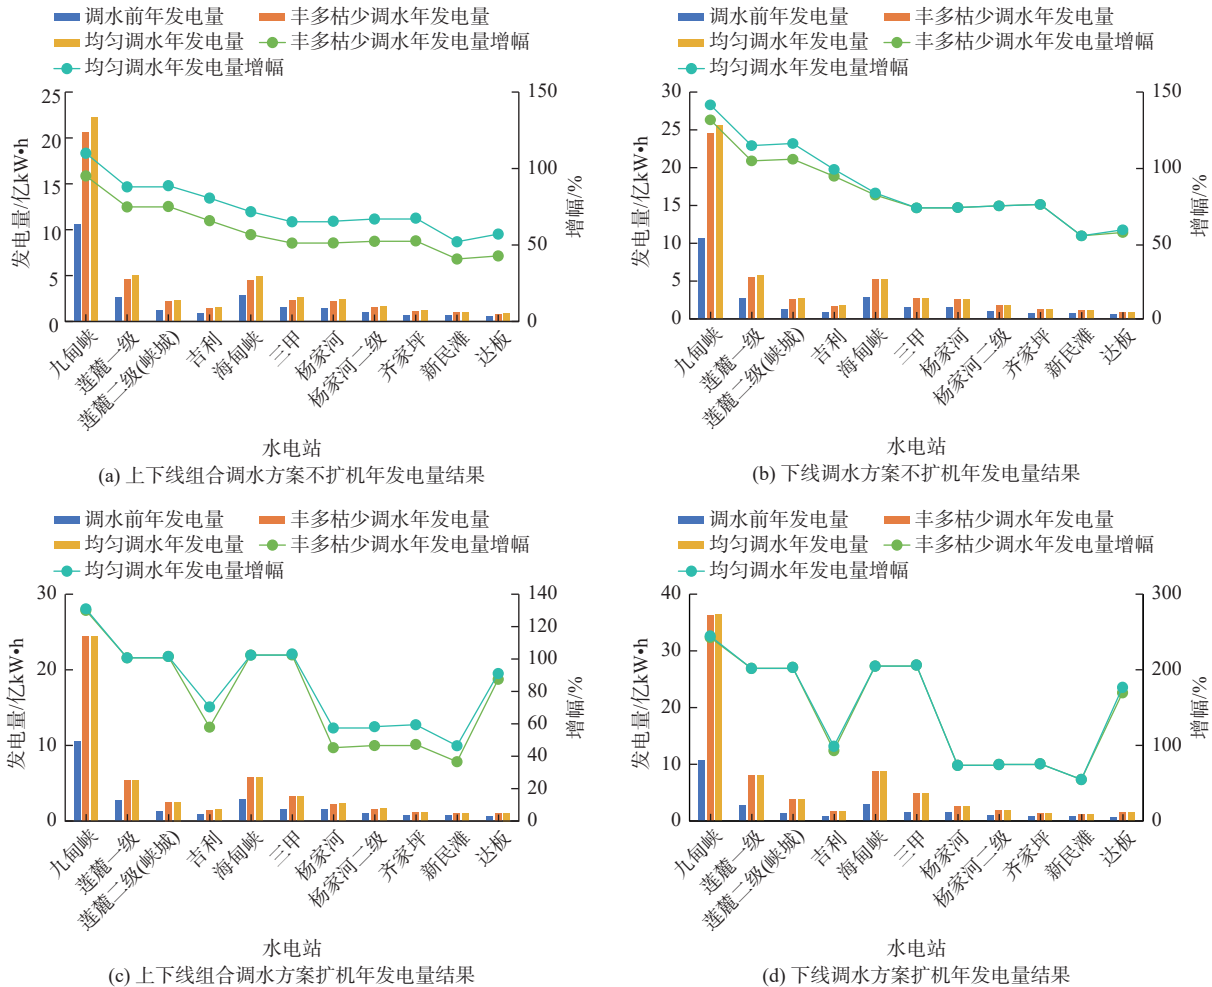 调水前年发电量 丰多枯少调水年发电量
均匀调水年发电量 丰多枯少调水年发电量增幅
均匀调水年发电量增幅
25 20 15 10 5 0
发电量/亿kW•h
150 100 50 0
增幅/%
九甸峡 莲麓一级 莲麓二级(峡城) 吉利 海甸峡 三甲 杨家河 杨家河二级 齐家坪 新民滩 达板
水电站
(a) 上下线组合调水方案不扩机年发电量结果
调水前年发电量 丰多枯少调水年发电量
均匀调水年发电量 丰多枯少调水年发电量增幅
均匀调水年发电量增幅
30 25 20 15 10 5 0
发电量/亿kW•h
150 100 50 0
增幅/%
九甸峡 莲麓一级 莲麓二级(峡城) 吉利 海甸峡 三甲 杨家河 杨家河二级 齐家坪 新民滩 达板
水电站
(b) 下线调水方案不扩机年发电量结果
调水前年发电量 丰多枯少调水年发电量
均匀调水年发电量 丰多枯少调水年发电量增幅
均匀调水年发电量增幅
30 20 10 0
发电量/亿kW•h
140 120 100 80 60 40 20 0
增幅/%
九甸峡 莲麓一级 莲麓二级(峡城) 吉利 海甸峡 三甲 杨家河 杨家河二级 齐家坪 新民滩 达板
水电站
(c) 上下线组合调水方案扩机年发电量结果
调水前年发电量 丰多枯少调水年发电量
均匀调水年发电量 丰多枯少调水年发电量增幅
均匀调水年发电量增幅
40 30 20 10 0
发电量/亿kW•h
300 200 100 0
增幅/%
九甸峡 莲麓一级 莲麓二级(峡城) 吉利 海甸峡 三甲 杨家河 杨家河二级 齐家坪 新民滩 达板
水电站
(d) 下线调水方案扩机年发电量结果